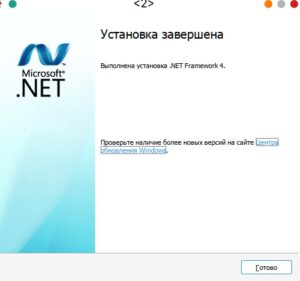 <2>
Установка завершена
Microsoft®
.NET™
Выполнена установка .NET Framework 4.
Проверьте наличие более новых версий на сайте Центра
обновления Windows.
Готово